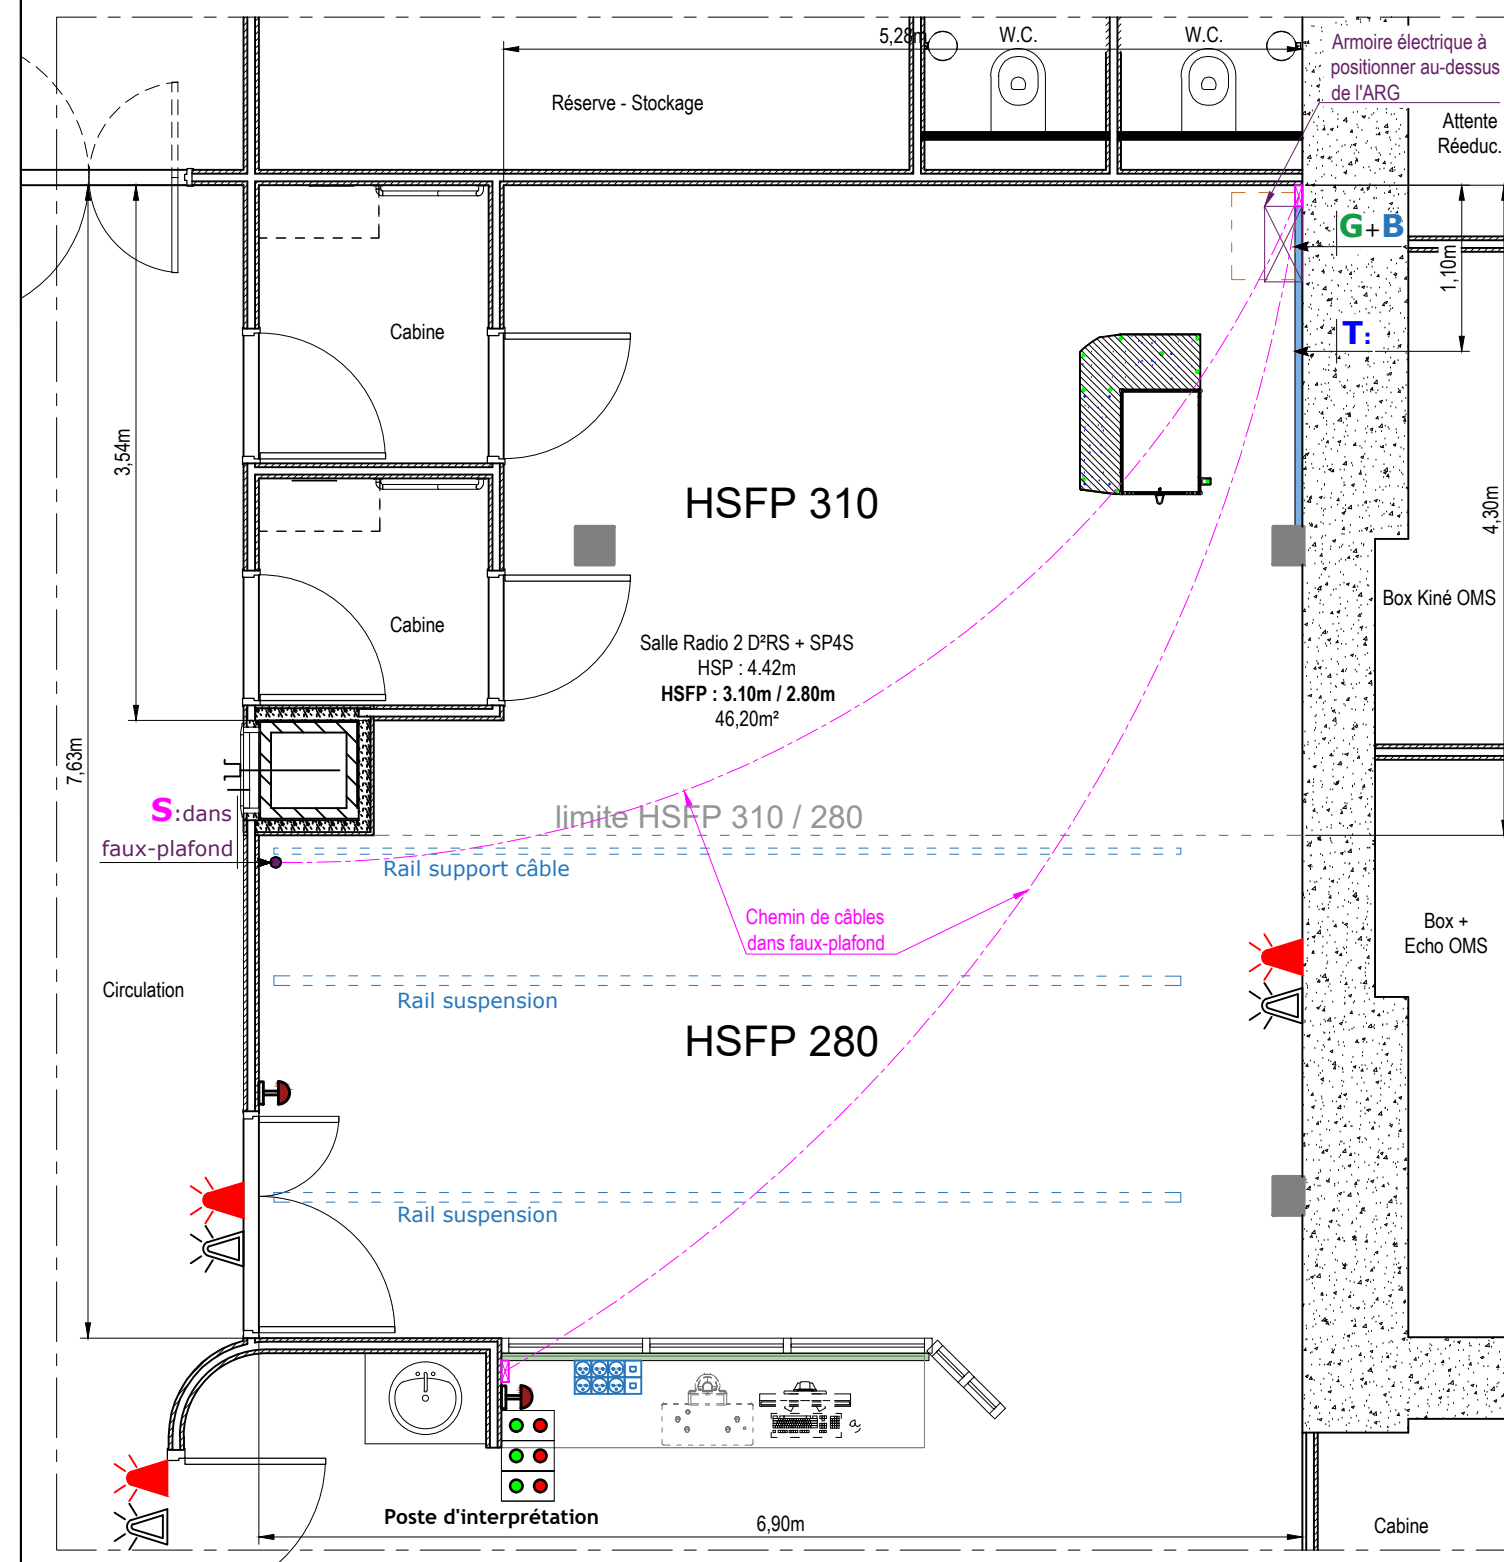 5,28m
W.C.
W.C.
Armoire électrique à
positionner au-dessus
de l'ARG
Réserve - Stockage
Attente
Réeduc.
G+B
1,10m
T:
Cabine
3,54m
HSFP 310
4,30m
Box Kiné OMS
Cabine
Salle Radio 2 D²RS + SP4S
HSP : 4.42m
HSFP : 3.10m / 2.80m
46,20m²
7,63m
S:dans
faux-plafond
limite HSFP 310 / 280
Rail support câble
Chemin de câbles
dans faux-plafond
Box +
Echo OMS
Circulation
Rail suspension
HSFP 280
Rail suspension
Poste d'interprétation
6,90m
Cabine